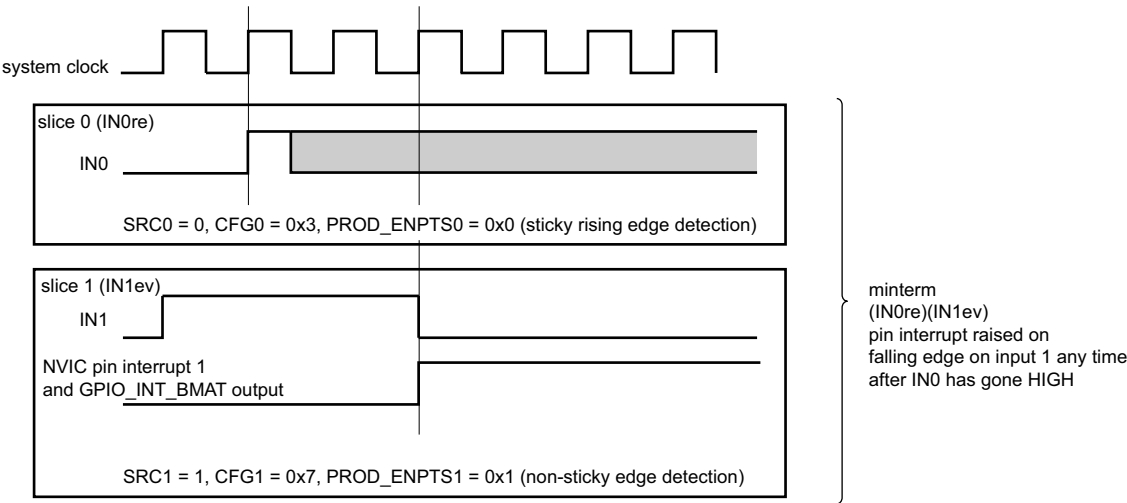 system clock
slice 0 (IN0re)
IN0
SRC0 = 0, CFG0 = 0x3, PROD_ENPTS0 = 0x0 (sticky rising edge detection)
slice 1 (IN1ev)
IN1
NVIC pin interrupt 1
and GPIO_INT_BMAT output
SRC1 = 1, CFG1 = 0x7, PROD_ENPTS1 = 0x1 (non-sticky edge detection)
minterm
(IN0re)(IN1ev)
pin interrupt raised on
falling edge on input 1 any time
after IN0 has gone HIGH